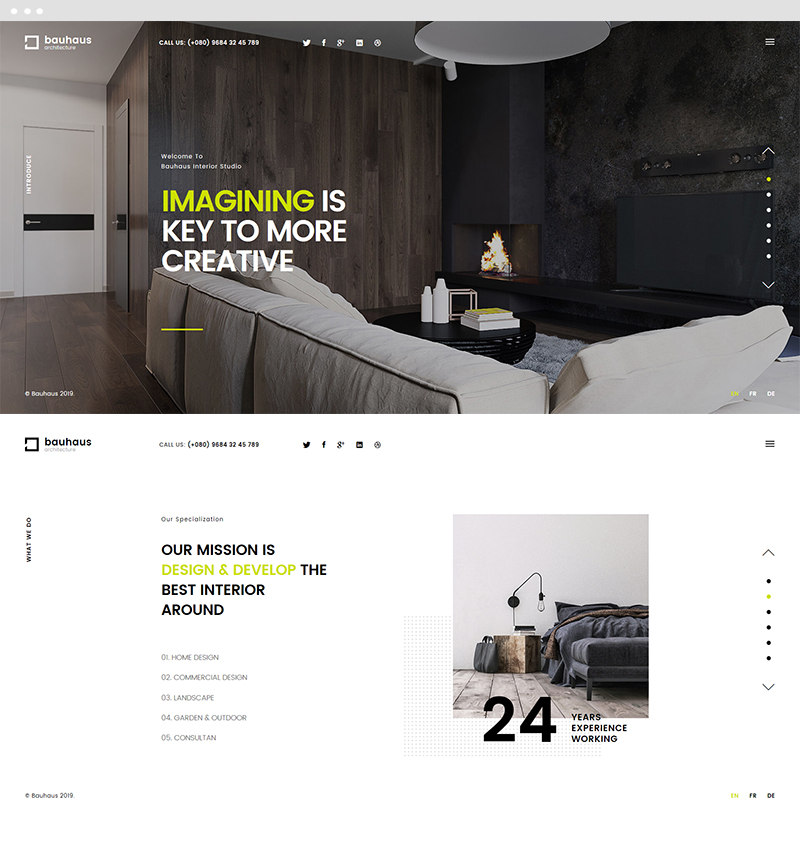 bauhaus
architecture
CALL US: (+080) 9684 32 45 789
INTRODUCE
Welcome To
Bauhaus Interior Studio
IMAGINING IS
KEY TO MORE
CREATIVE
© Bauhaus 2019.
EN FR DE
bauhaus
architecture
CALL US: (+080) 9684 32 45 789
WHAT WE DO
Our Specialization
OUR MISSION IS
DESIGN & DEVELOP THE
BEST INTERIOR
AROUND
01. HOME DESIGN
02. COMMERCIAL DESIGN
03. LANDSCAPE
04. GARDEN & OUTDOOR
05. CONSULTAN
24
YEARS
EXPERIENCE
WORKING
© Bauhaus 2019.
EN FR DE